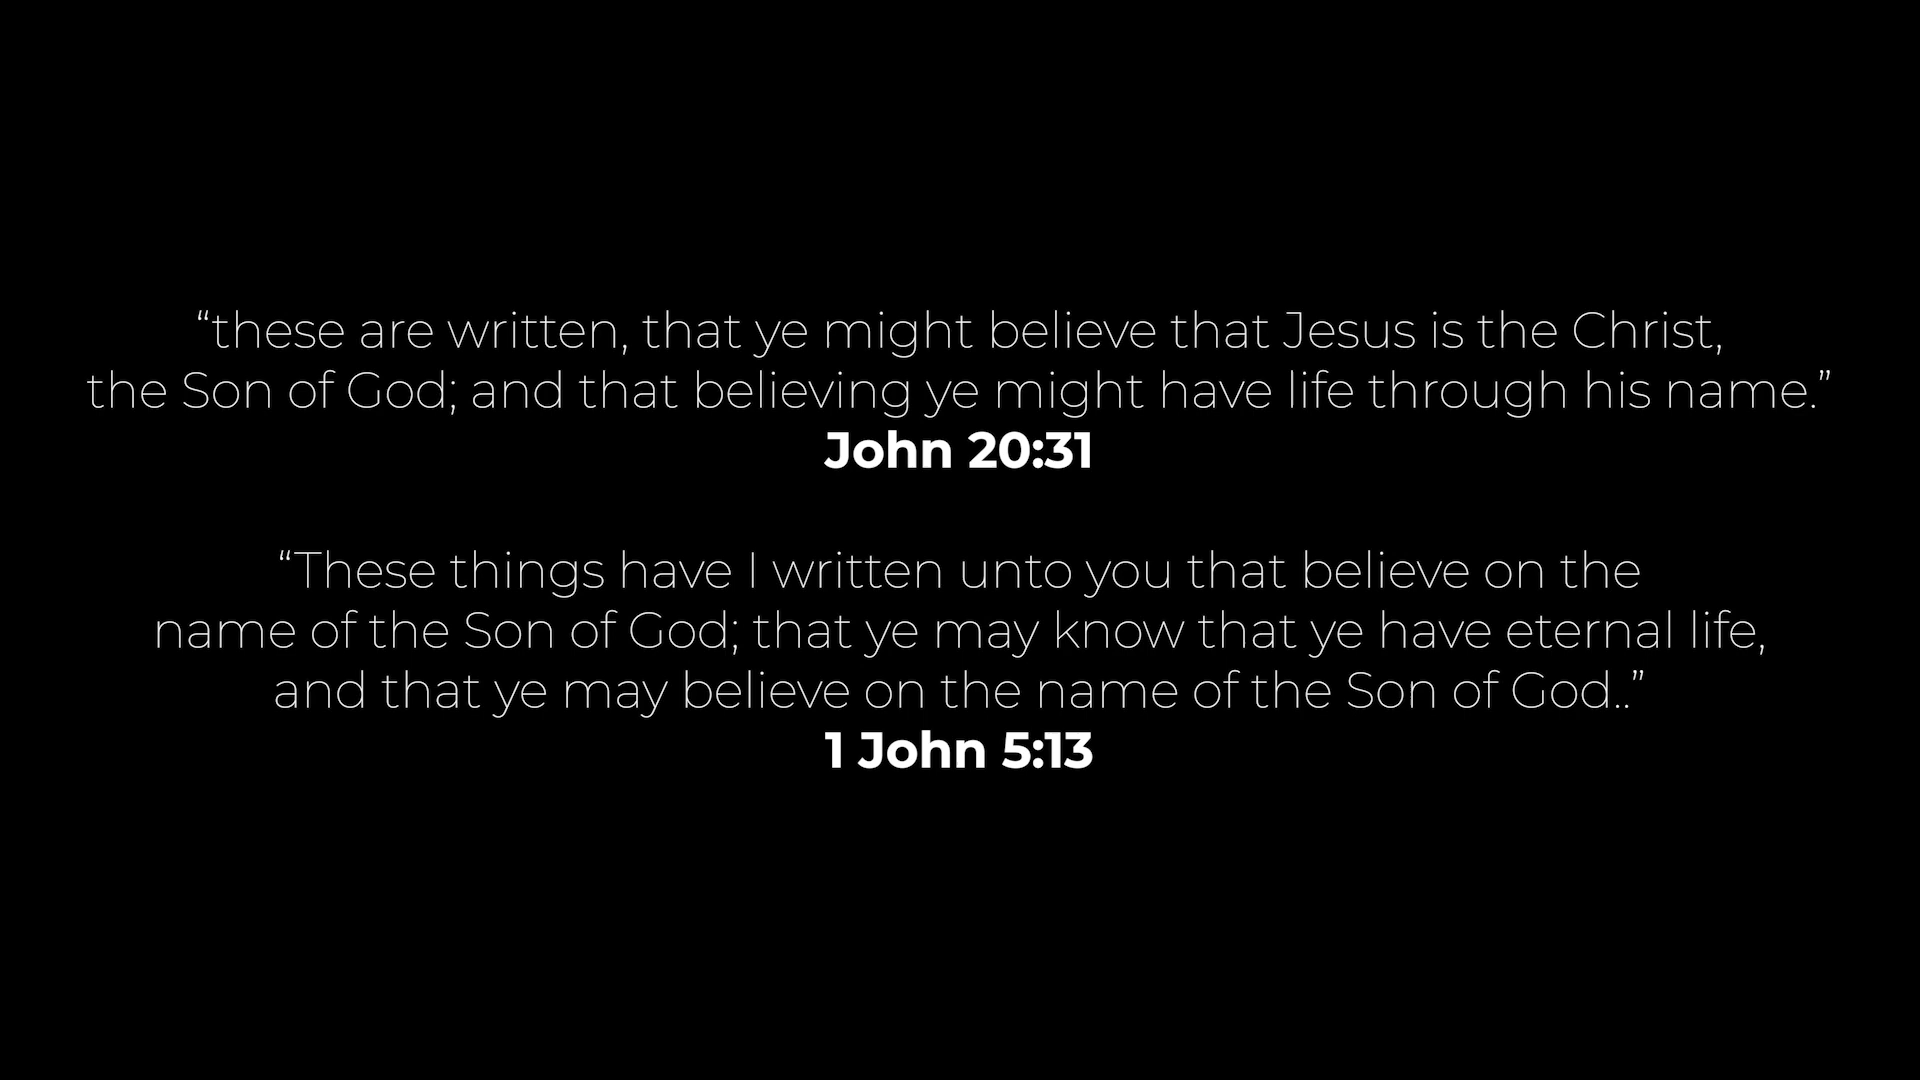 “these are written, that ye might believe that Jesus is the Christ,
the Son of God; and that believing ye might have life through his name.”
John 20:31
“These things have I written unto you that believe on the
name of the Son of God; that ye may know that ye have eternal life,
and that ye may believe on the name of the Son of God..”
1 John 5:13